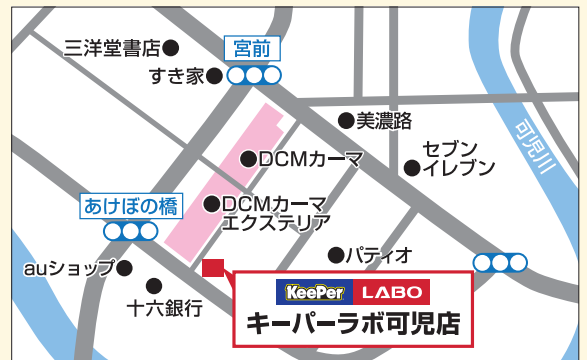 三洋堂書店
宮前
すき家
美濃路
DCMカーマ
セブン
イレブン
可児川
あけぼの橋
DCMカーマ
エクステリア
auショップ
パティオ
十六銀行
KeePer LABO
キーパーラボ可児店